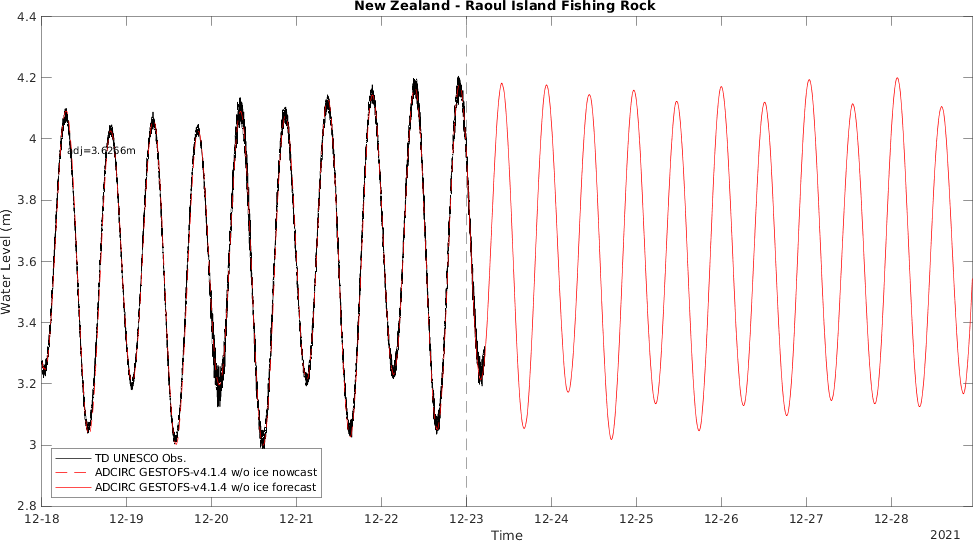 New Zealand - Raoul Island Fishing Rock
4.4
4.2
4
3.8
3.6
3.4
3.2
3
2.8
Water Level (m)
adj=3.6266m
TD UNESCO Obs.
ADCIRC GESTOFS-v4.1.4 w/o ice nowcast
ADCIRC GESTOFS-v4.1.4 w/o ice forecast
12-18 12-19 12-20 12-21 12-22 12-23 12-24 12-25 12-26 12-27 12-28
Time
2021